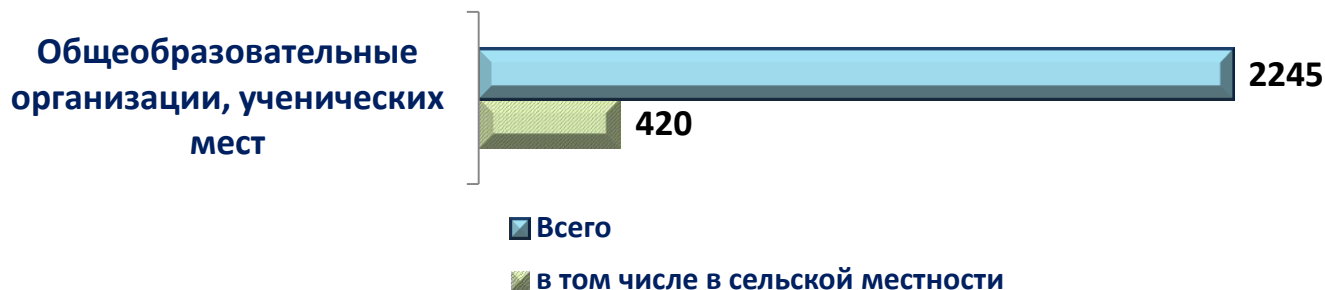 Общеобразовательные
организации, ученических
мест
2245
420
Всего
в том числе в сельской местности